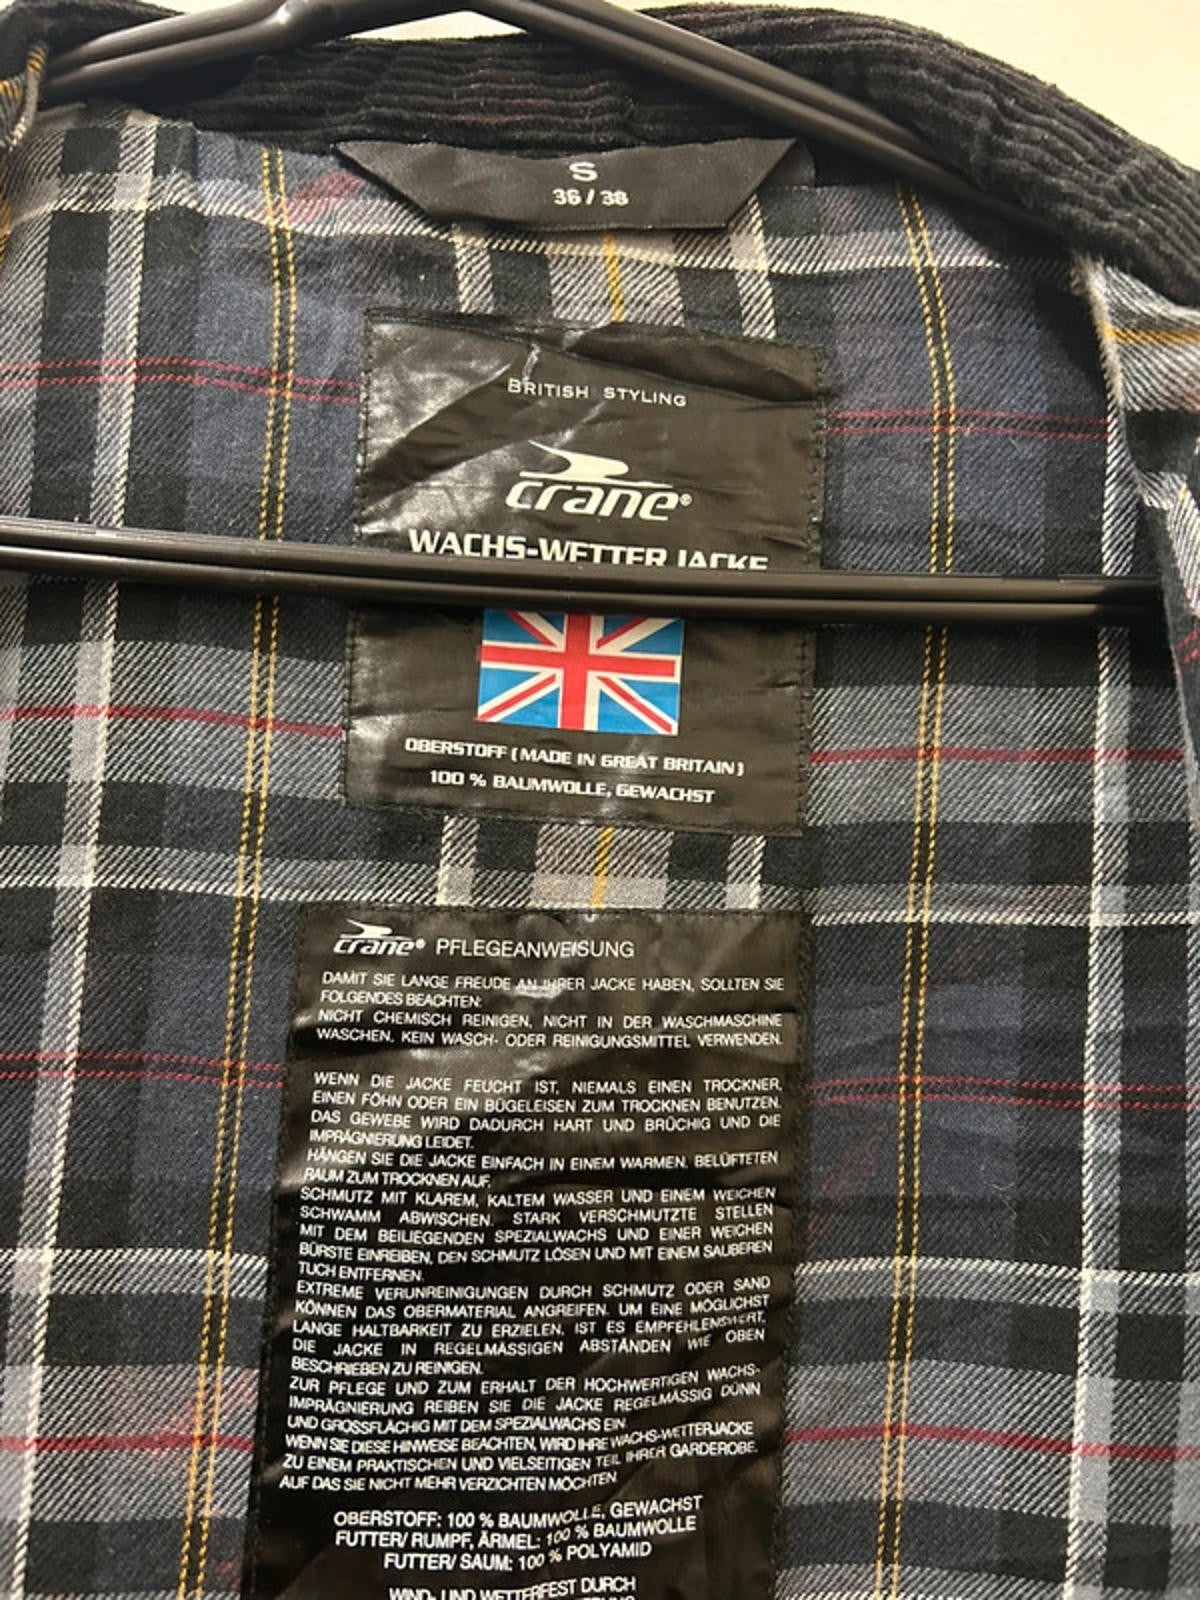 S
36 / 38
BRITISH STYLING
crane®
WACHS-WETTER JACKE
OBERSTOFF (MADE IN GREAT BRITAIN)
100 % BAUMWOLLE, GEWACHST
crane® PFLEGEANWEISUNG
DAMIT SIE LANGE FREUDE AN IHRER JACKE HABEN, SOLLTEN SIE
FOLGENDES BEACHTEN:
NICHT CHEMISCH REINIGEN, NICHT IN DER WASCHMASCHINE
WASCHEN, KEIN WASCH- ODER REINIGUNGSMITTEL VERWENDEN.
WENN DIE JACKE FEUCHT IST, NIEMALS EINEN TROCKNER,
EINEN FÖHN ODER EIN BÜGELEISEN ZUM TROCKNEN BENUTZEN.
DAS GEWEBE WIRD DADURCH HART UND BRÜCHIG UND DIE
IMPRÄGNIERUNG LEIDET.
HÄNGEN SIE DIE JACKE EINFACH IN EINEM WARMEN, BELÜFTETEN
RAUM ZUM TROCKNEN AUF.
SCHMUTZ MIT KLAREM, KALTEM WASSER UND EINEM WEICHEN
SCHWAMM ABWISCHEN. STARK VERSCHMUTZTE STELLEN
MIT DEM BEILIEGENDEN SPEZIALWACHS UND EINER WEICHEN
BÜRSTE EINREIBEN, DEN SCHMUTZ LÖSEN UND MIT EINEM SAUBEREN
TUCH ENTFERNEN.
EXTREME VERUNREINIGUNGEN DURCH SCHMUTZ ODER SAND
KÖNNEN DAS OBERMATERIAL ANGREIFEN. UM EINE MÖGLICHST
LANGE HALTBARKEIT ZU ERZIELEN, IST ES EMPFEHLENSWERT,
DIE JACKE IN REGELMÄSSIGEN ABSTÄNDEN WIE OBEN
BESCHRIEBEN ZU REINIGEN.
ZUR PFLEGE UND ZUM ERHALT DER HOCHWERTIGEN WACHS-
IMPRÄGNIERUNG REIBEN SIE DIE JACKE REGELMÄSSIG DÜNN
UND GROSSFLÄCHIG MIT DEM SPEZIALWACHS EIN.
WENN SIE DIESE HINWEISE BEACHTEN, WIRD IHRE WACHS-WETTERJACKE
ZU EINEM PRAKTISCHEN UND VIELSEITIGEN TEIL IHRER GARDEROBE,
AUF DAS SIE NICHT MEHR VERZICHTEN MÖCHTEN.
OBERSTOFF: 100 % BAUMWOLLE, GEWACHST
FUTTER/ RUMPF, ÄRMEL: 100 % BAUMWOLLE
FUTTER/ SAUM: 100 % POLYAMID
WIND- UND WETTERFEST DURCH